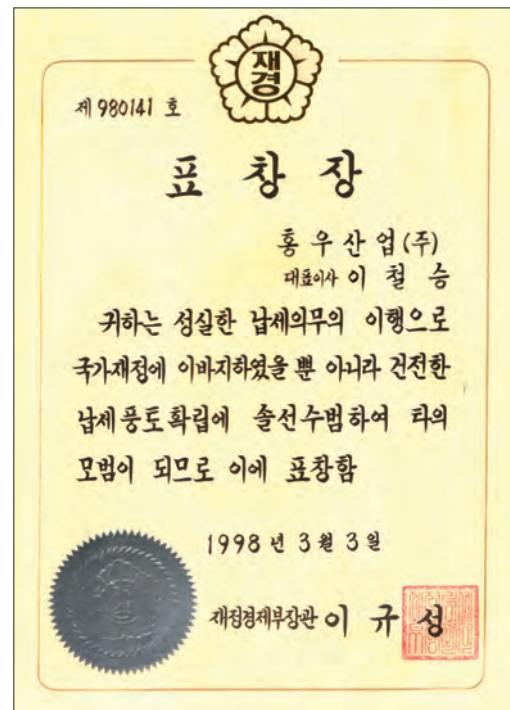 재경
제 980141 호
표 창 장
홍 우 산 업 (주)
대표이사 이 철 승
귀하는 성실한 납세의무의 이행으로
국가재정에 이바지하였을 뿐 아니라 건전한
납세풍토확립에 솔선수범하여 타의
모범이 되므로 이에 표창함
1998 년 3 월 3 일
재정경제부장관 이 규 성